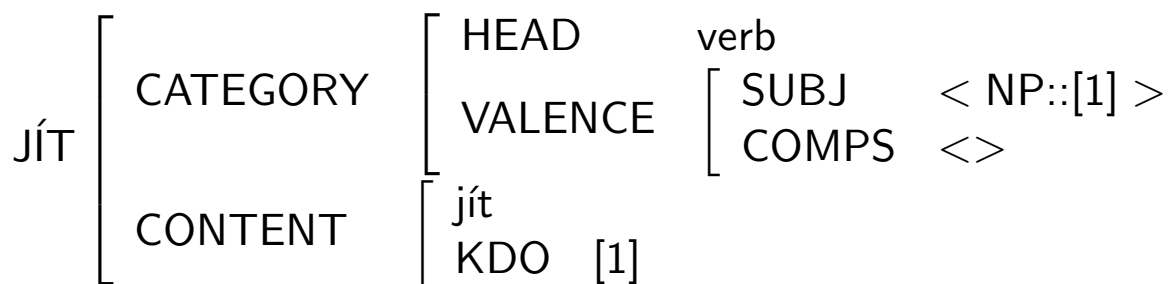 HEAD verb
CATEGORY VALENCE SUBJ < NP::[1] >
COMPS <>
JÍT
CONTENT jít
KDO [1]